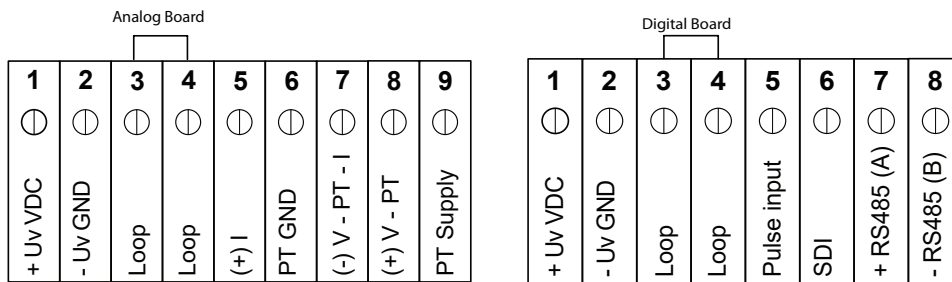 Analog Board
1 2 3 4 5 6 7 8 9
+ Uv VDC
- Uv GND
Loop
Loop
(+) I
PT GND
(-) V - PT - I
(+) V - PT
PT Supply
Digital Board
1 2 3 4 5 6 7 8
+ Uv VDC
- Uv GND
Loop
Loop
Pulse input
SDI
+ RS485 (A)
- RS485 (B)